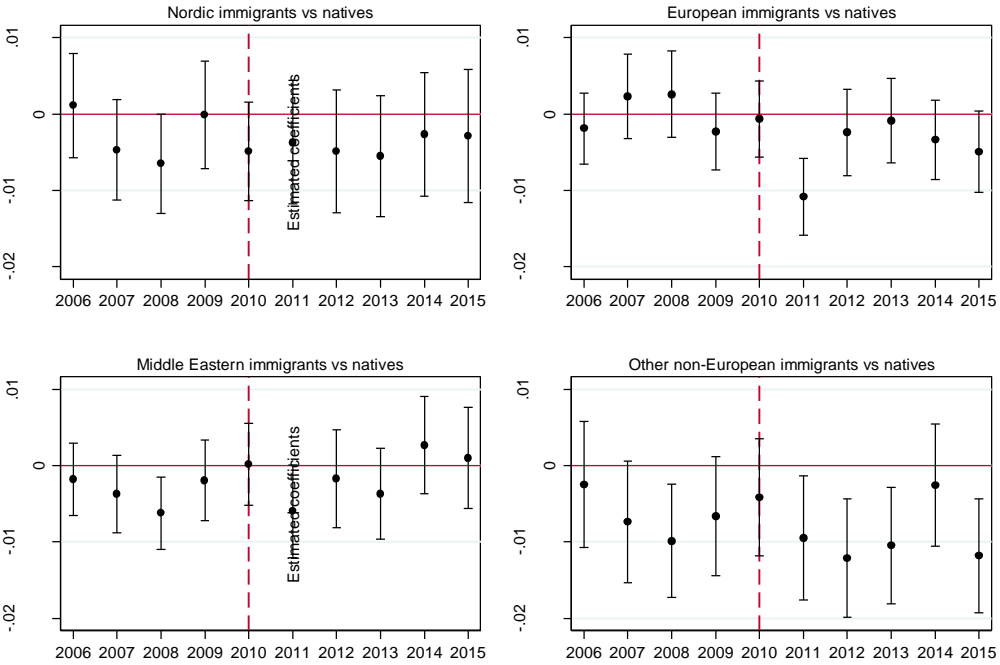 Nordic immigrants vs natives
.01
0
-.01
-.02
Estimated coefficients
2006 2007 2008 2009 2010 2011 2012 2013 2014 2015
European immigrants vs natives
.01
0
-.01
-.02
2006 2007 2008 2009 2010 2011 2012 2013 2014 2015
Middle Eastern immigrants vs natives
.01
0
-.01
-.02
Estimated coefficients
2006 2007 2008 2009 2010 2011 2012 2013 2014 2015
Other non-European immigrants vs natives
.01
0
-.01
-.02
2006 2007 2008 2009 2010 2011 2012 2013 2014 2015